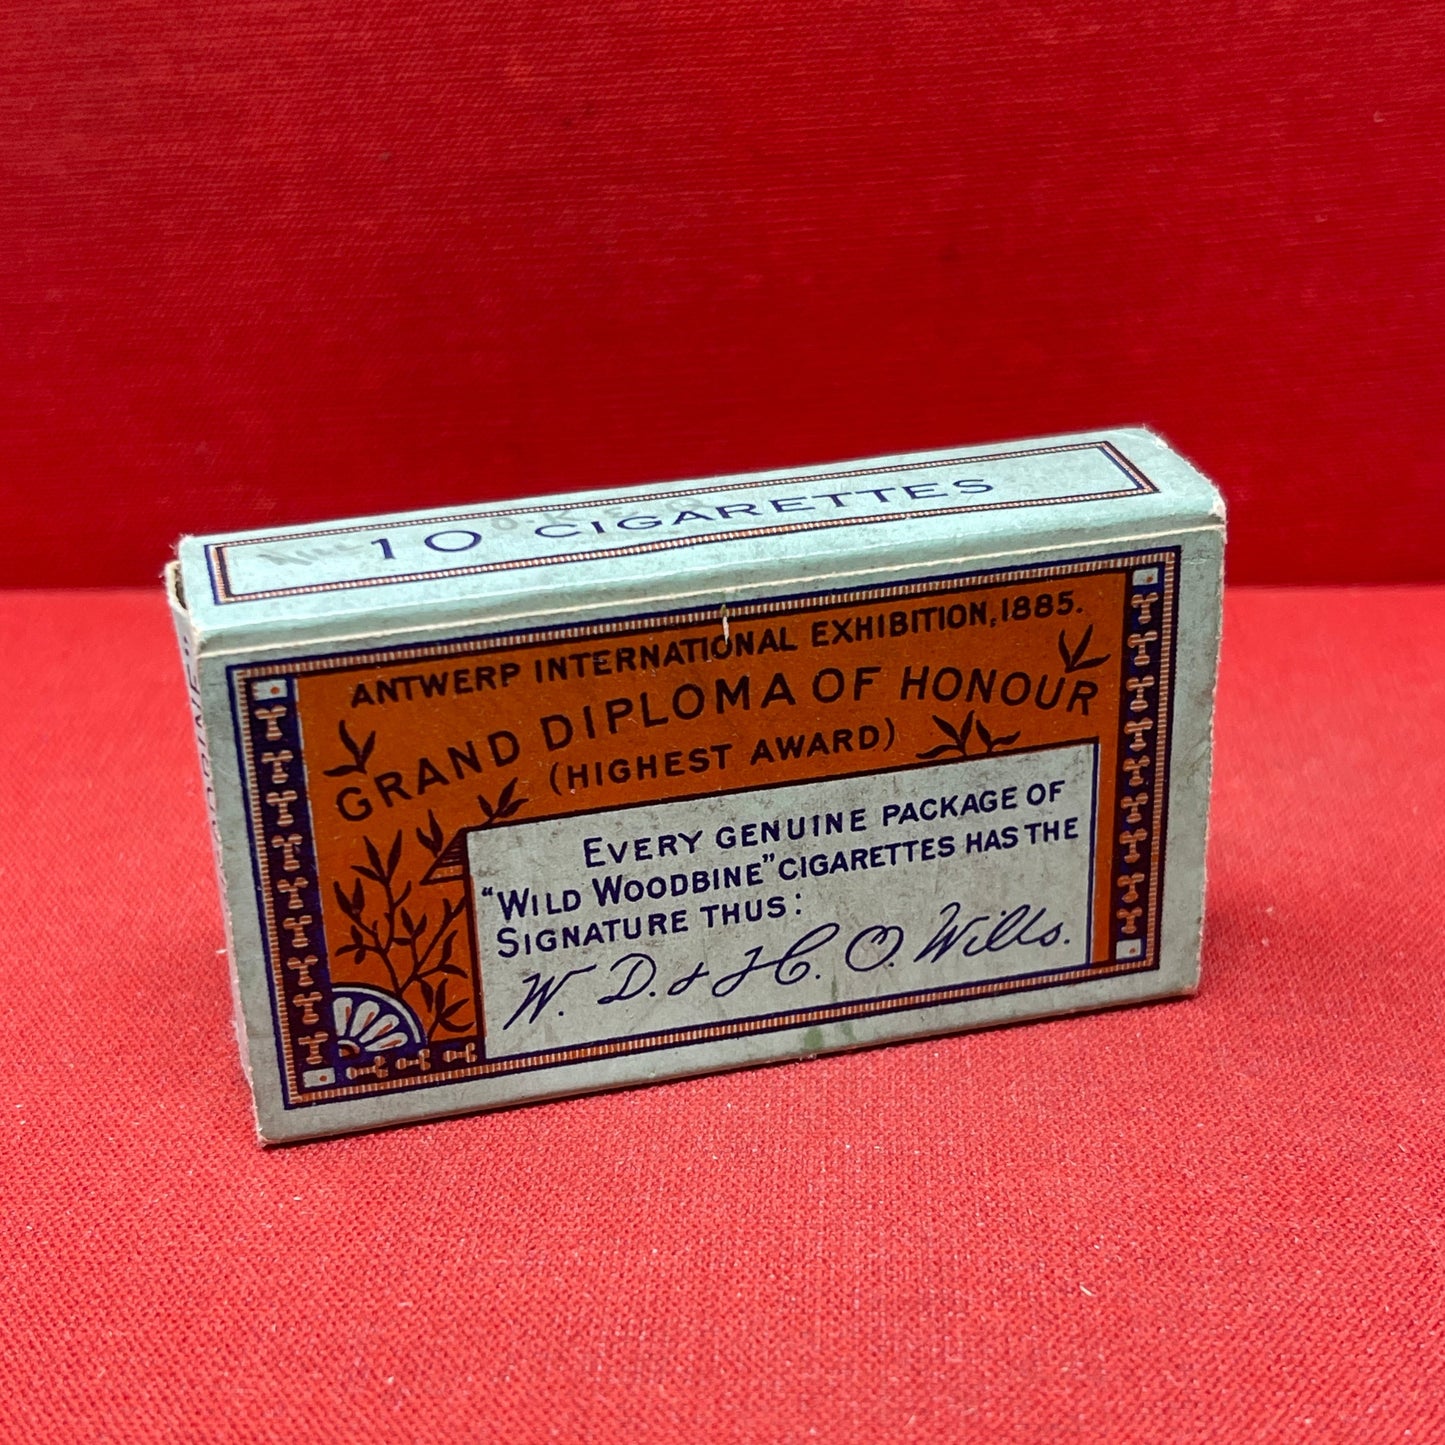 10 CIGARETTES
ANTWERP INTERNATIONAL EXHIBITION, 1885.
GRAND DIPLOMA OF HONOUR
(HIGHEST AWARD)
EVERY GENUINE PACKAGE OF
"WILD WOODBINE" CIGARETTES HAS THE
SIGNATURE THUS:
W. D. & H. O. Wills.